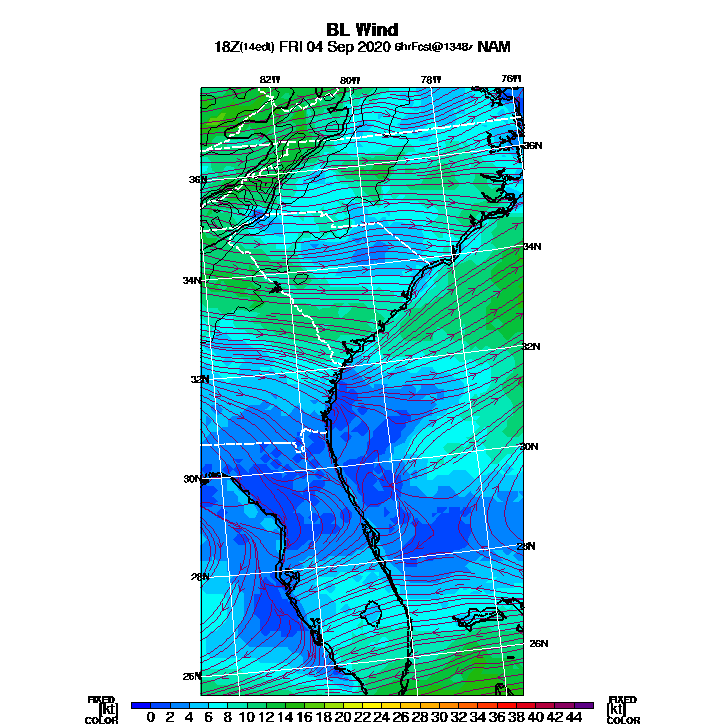 BL Wind
18Z(14edt) FRI 04 Sep 2020 6hrFcst@1348z NAM
82W 80W 78W 76W
36N
36N
34N
34N
32N
32N
30N
30N
28N
28N
26N
26N
FIXED FIXED
[kt] 0 2 4 6 8 10 12 14 16 18 20 22 24 26 28 30 32 34 36 38 40 42 44 [kt]
COLOR COLOR